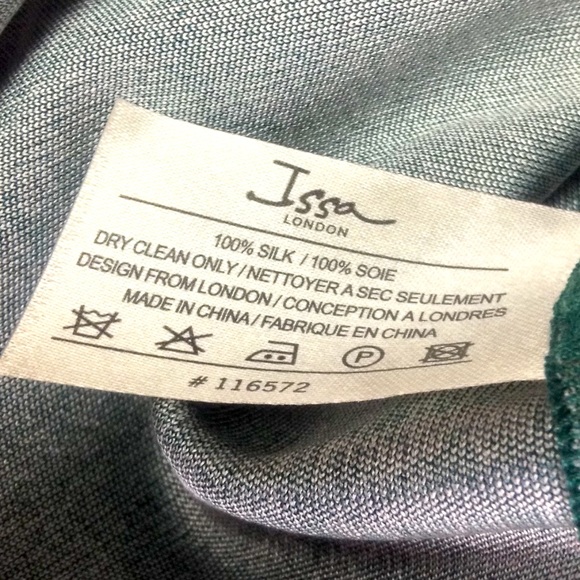 Issa
LONDON
100% SILK / 100% SOIE
DRY CLEAN ONLY / NETTOYER A SEC SEULEMENT
DESIGN FROM LONDON / CONCEPTION A LONDRES
MADE IN CHINA / FABRIQUE EN CHINA
P
# 116572